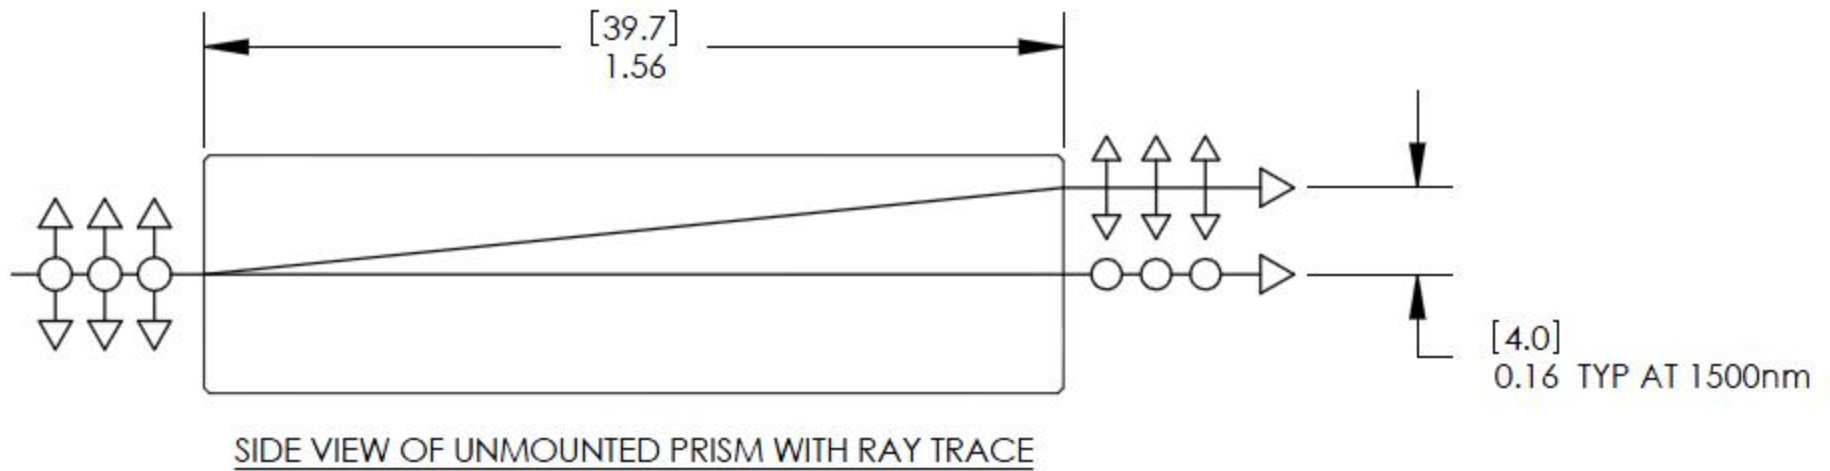 [39.7]
1.56
[4.0]
0.16 TYP AT 1500nm
SIDE VIEW OF UNMOUNTED PRISM WITH RAY TRACE